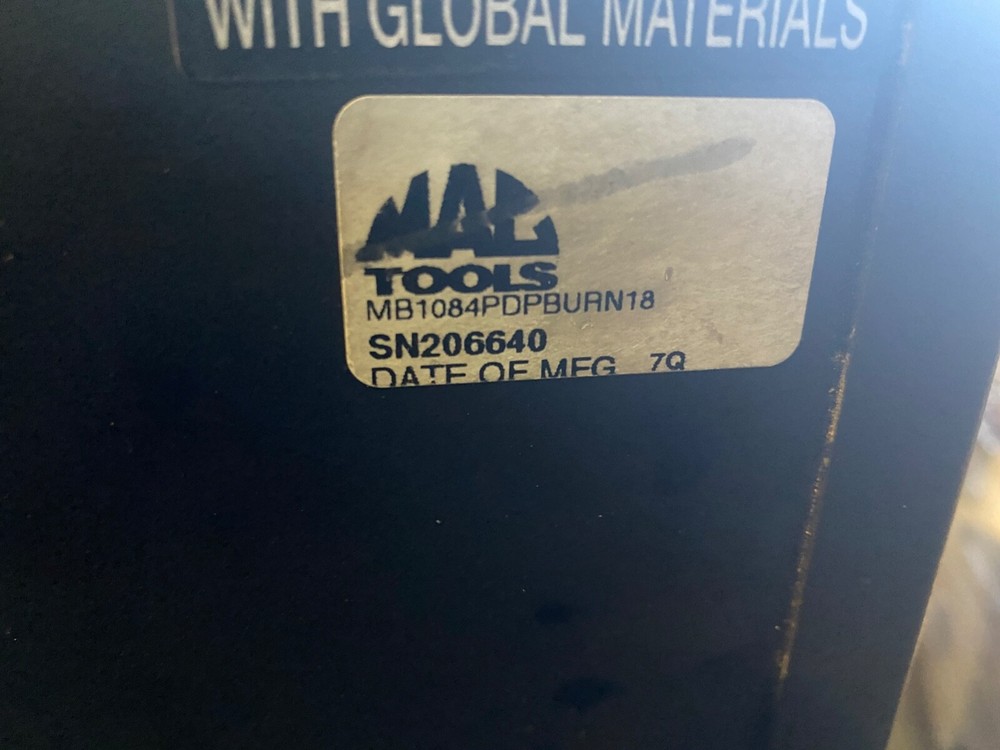 WITH GLOBAL MATERIALS
MAC
TOOLS
MB1084PDPBURN18
SN206640
DATE OF MFG 7Q